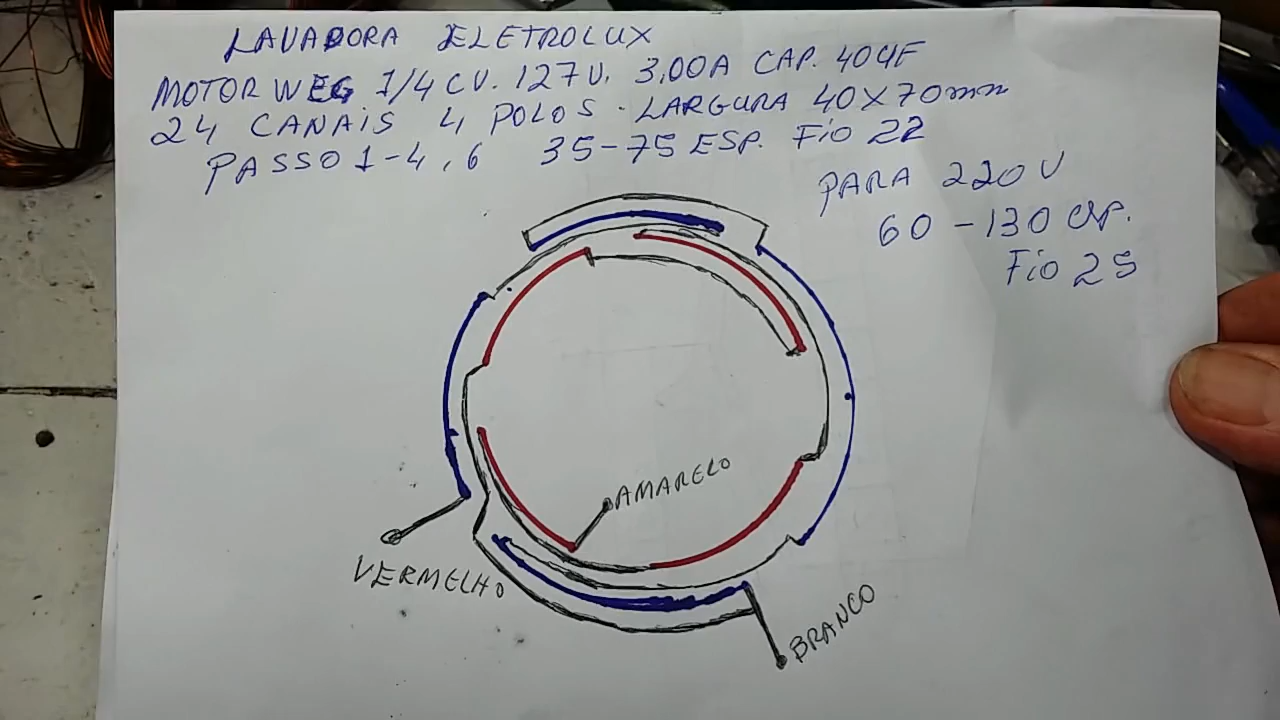 LAVADORA ELETROLUX
MOTOR WEG 1/4 CV. 127V. 3,00A CAP. 40UF
24 CANAIS 4 POLOS. LARGURA 40X70mm
PASSO 1-4,6 35-75 ESP. Fio 22
PARA 220V
60-130 ESP.
Fio 25
AMARELO
VERMELHO
BRANCO